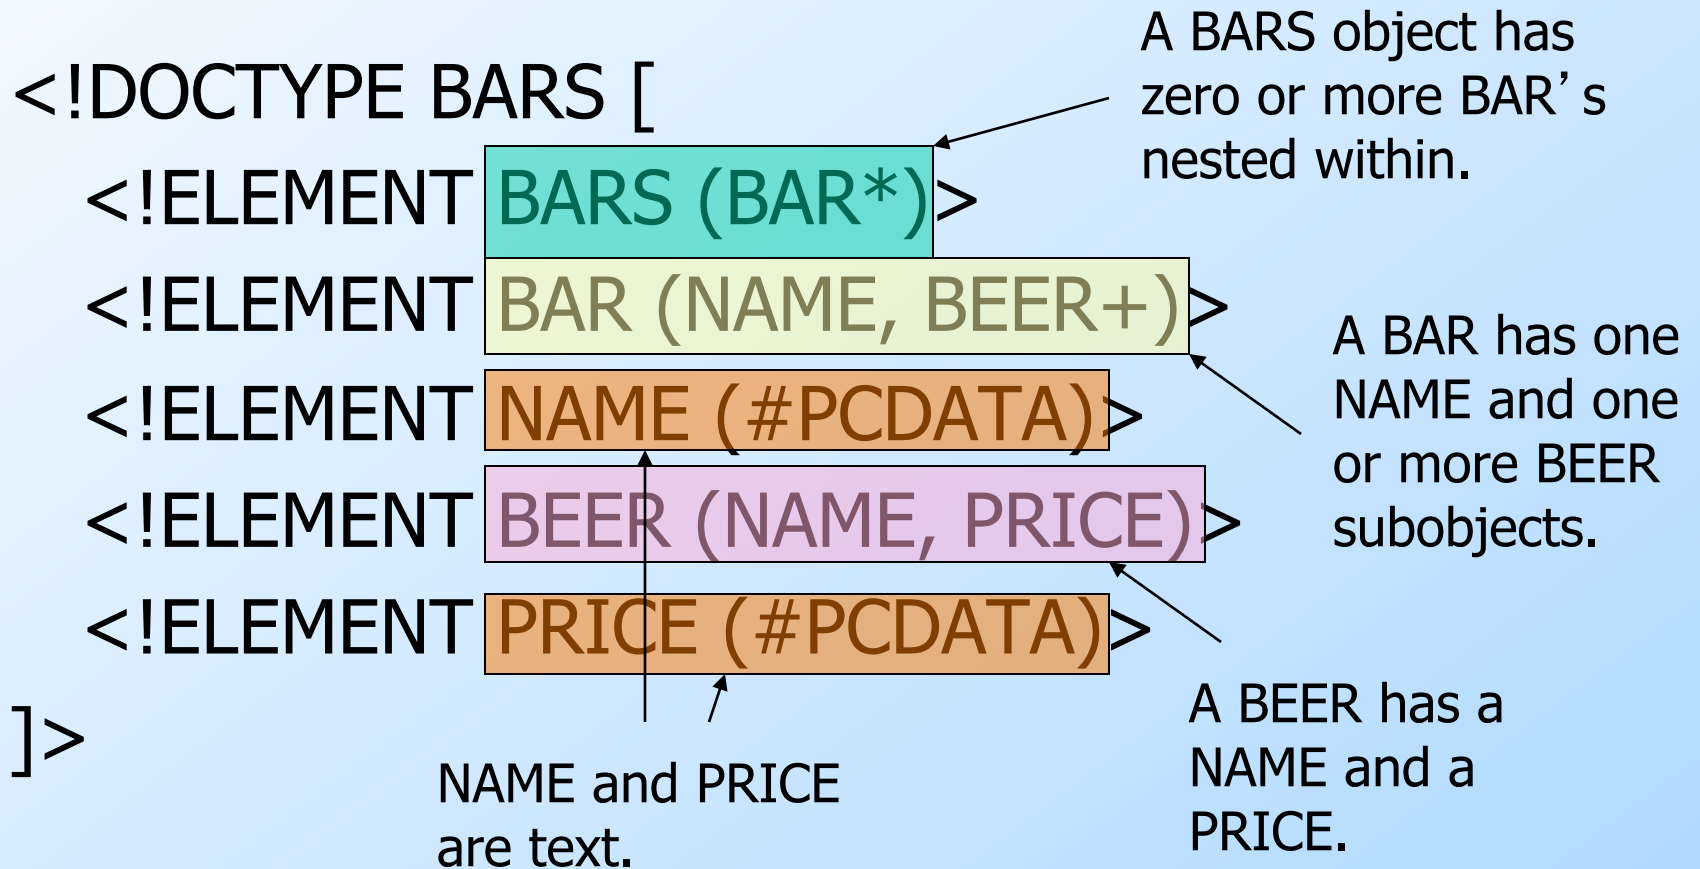 <!DOCTYPE BARS [
<!ELEMENT BARS (BAR*)>
<!ELEMENT BAR (NAME, BEER+)>
<!ELEMENT NAME (#PCDATA)>
<!ELEMENT BEER (NAME, PRICE)>
<!ELEMENT PRICE (#PCDATA)>
]>
A BARS object has
zero or more BAR’s
nested within.
A BAR has one
NAME and one
or more BEER
subobjects.
NAME and PRICE
are text.
A BEER has a
NAME and a
PRICE.